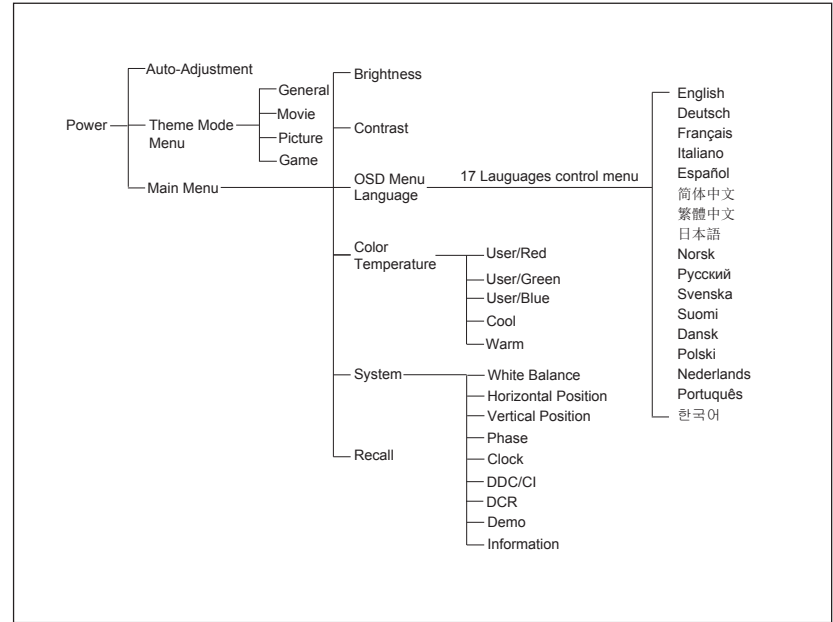 Power
Auto-Adjustment
Theme Mode
Menu
General
Movie
Picture
Game
Main Menu
Brightness
Contrast
OSD Menu
Language
17 Lauguages control menu
English
Deutsch
Français
Italiano
Español
简体中文
繁體中文
日本語
Norsk
Русский
Svenska
Suomi
Dansk
Polski
Nederlands
Português
한국어
Color
Temperature
User/Red
User/Green
User/Blue
Cool
Warm
System
White Balance
Horizontal Position
Vertical Position
Phase
Clock
DDC/CI
DCR
Demo
Information
Recall